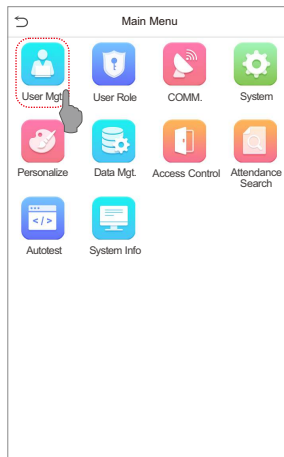 Main Menu
User Mgt.
User Role
COMM.
System
Personalize
Data Mgt.
Access Control
Attendance
Search
</>
Autotest
System Info